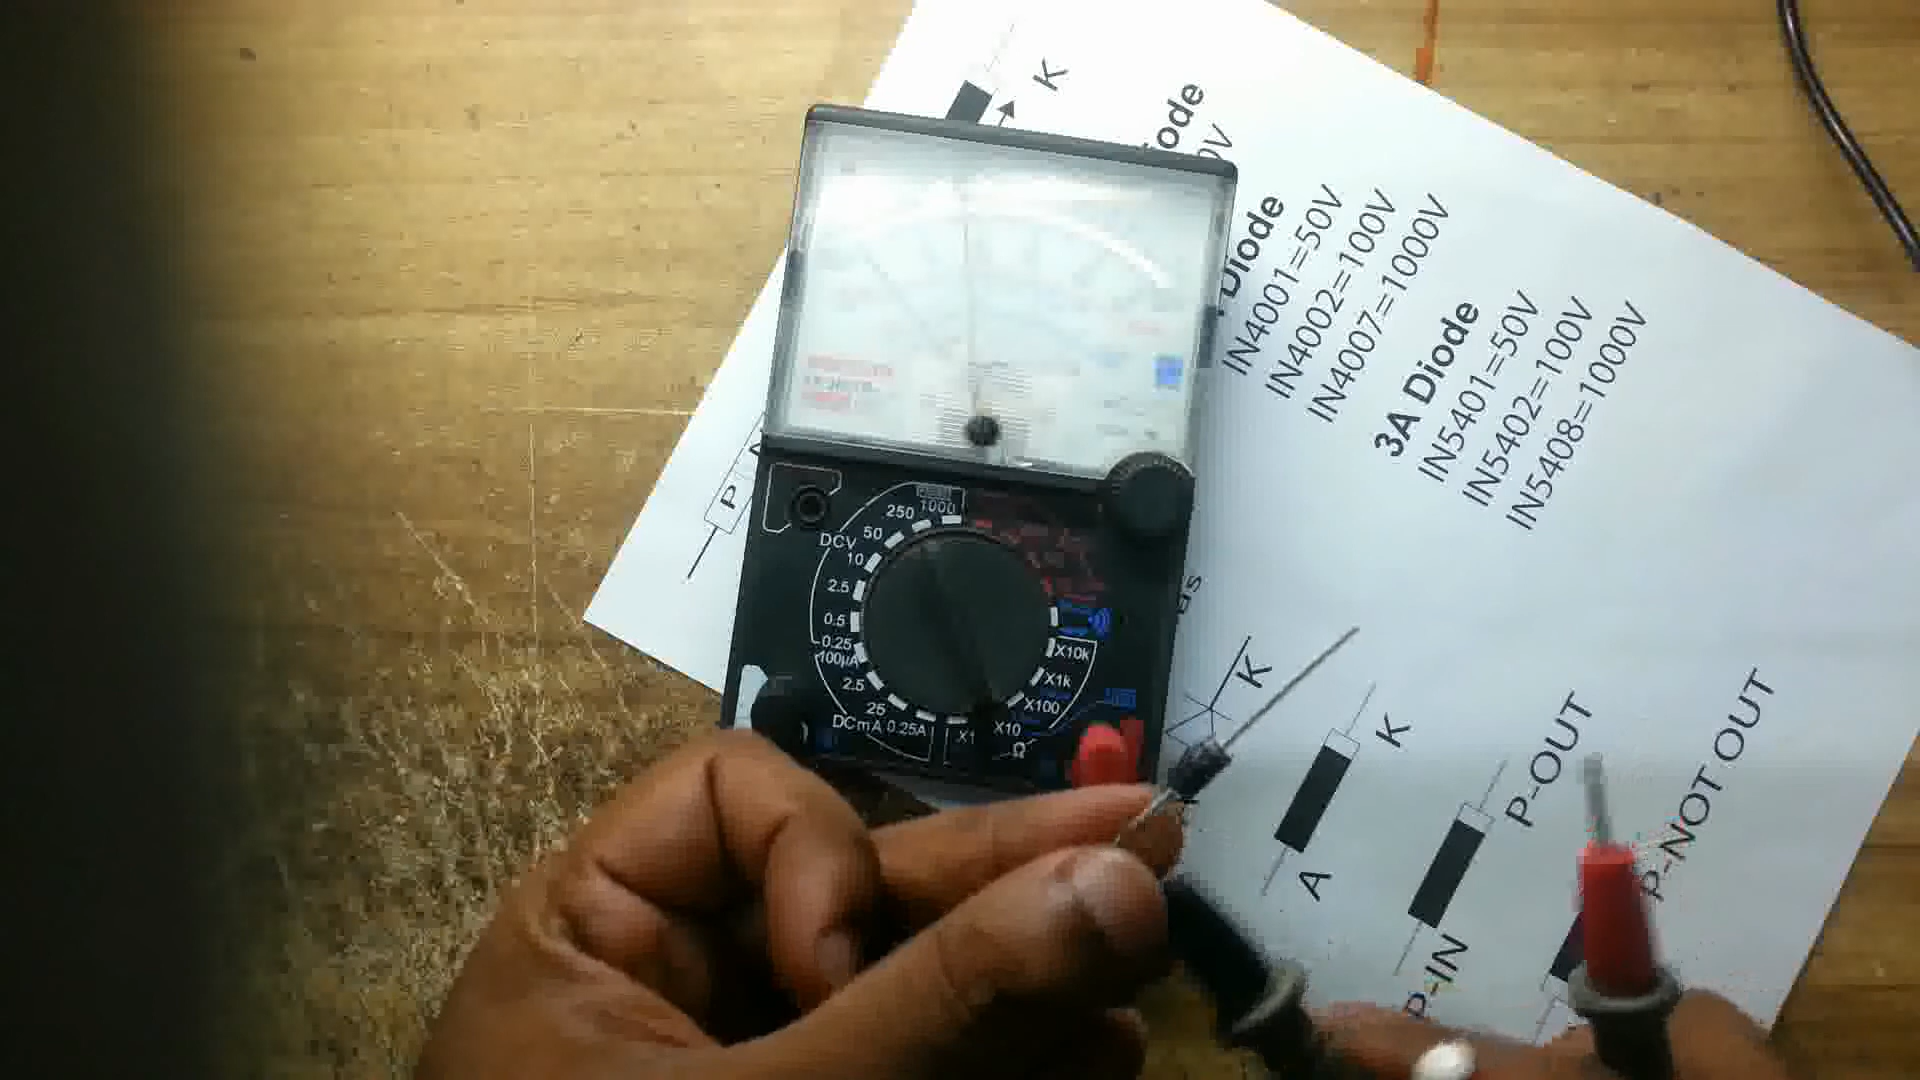 K
iode
0V
Diode
IN4001=50V
IN4002=100V
IN4007=1000V
3A Diode
IN5401=50V
IN5402=100V
IN5408=1000V
P
1000
250
50
DCV
10
2.5
0.5
0.25
100µA
2.5
25
DCmA 0.25A
X1
X10
Ω
X100
X1k
X10k
K
K
A
P-OUT
P-IN
P-NOT OUT